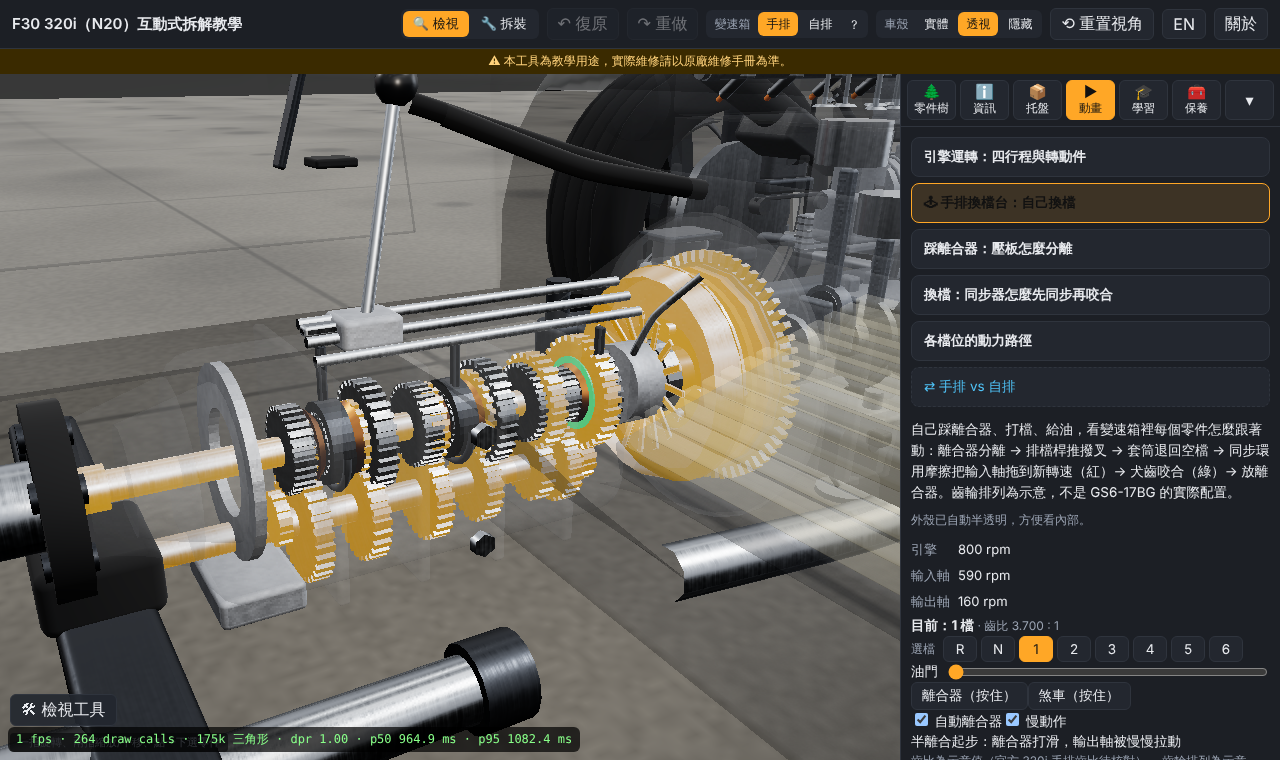 F30 320i（N20）互動式拆解教學
🔍 檢視
🔧 拆裝
↶ 復原
↷ 重做
變速箱 手排 自排 ？
車殼 實體 透視 隱藏
⟲ 重置視角
EN
關於
⚠ 本工具為教學用途，實際維修請以原廠維修手冊為準。
🌲 零件樹
ℹ️ 資訊
📦 托盤
▶ 動畫
🎓 學習
🧰 保養
▼
引擎運轉：四行程與轉動件
🕹 手排換檔台：自己換檔
踩離合器：壓板怎麼分離
換檔：同步器怎麼先同步再咬合
各檔位的動力路徑
⇄ 手排 vs 自排
自己踩離合器、打檔、給油，看變速箱裡每個零件怎麼跟著
動：離合器分離 → 排檔桿推撥叉 → 套筒退回空檔 → 同步環
用摩擦把輸入軸拖到新轉速（紅）→ 犬齒咬合（綠）→ 放離
合器。齒輪排列為示意，不是 GS6-17BG 的實際配置。
外殼已自動半透明，方便看內部。
引擎 800 rpm
輸入軸 590 rpm
輸出軸 160 rpm
目前：1 檔 · 齒比 3.700 : 1
選檔 R N 1 2 3 4 5 6
油門
離合器（按住） 煞車（按住）
自動離合器 慢動作
半離合起步：離合器打滑，輸出軸被慢慢拉動
🛠 檢視工具
1 fps · 264 draw calls · 175k 三角形 · dpr 1.00 · p50 964.9 ms · p95 1082.4 ms